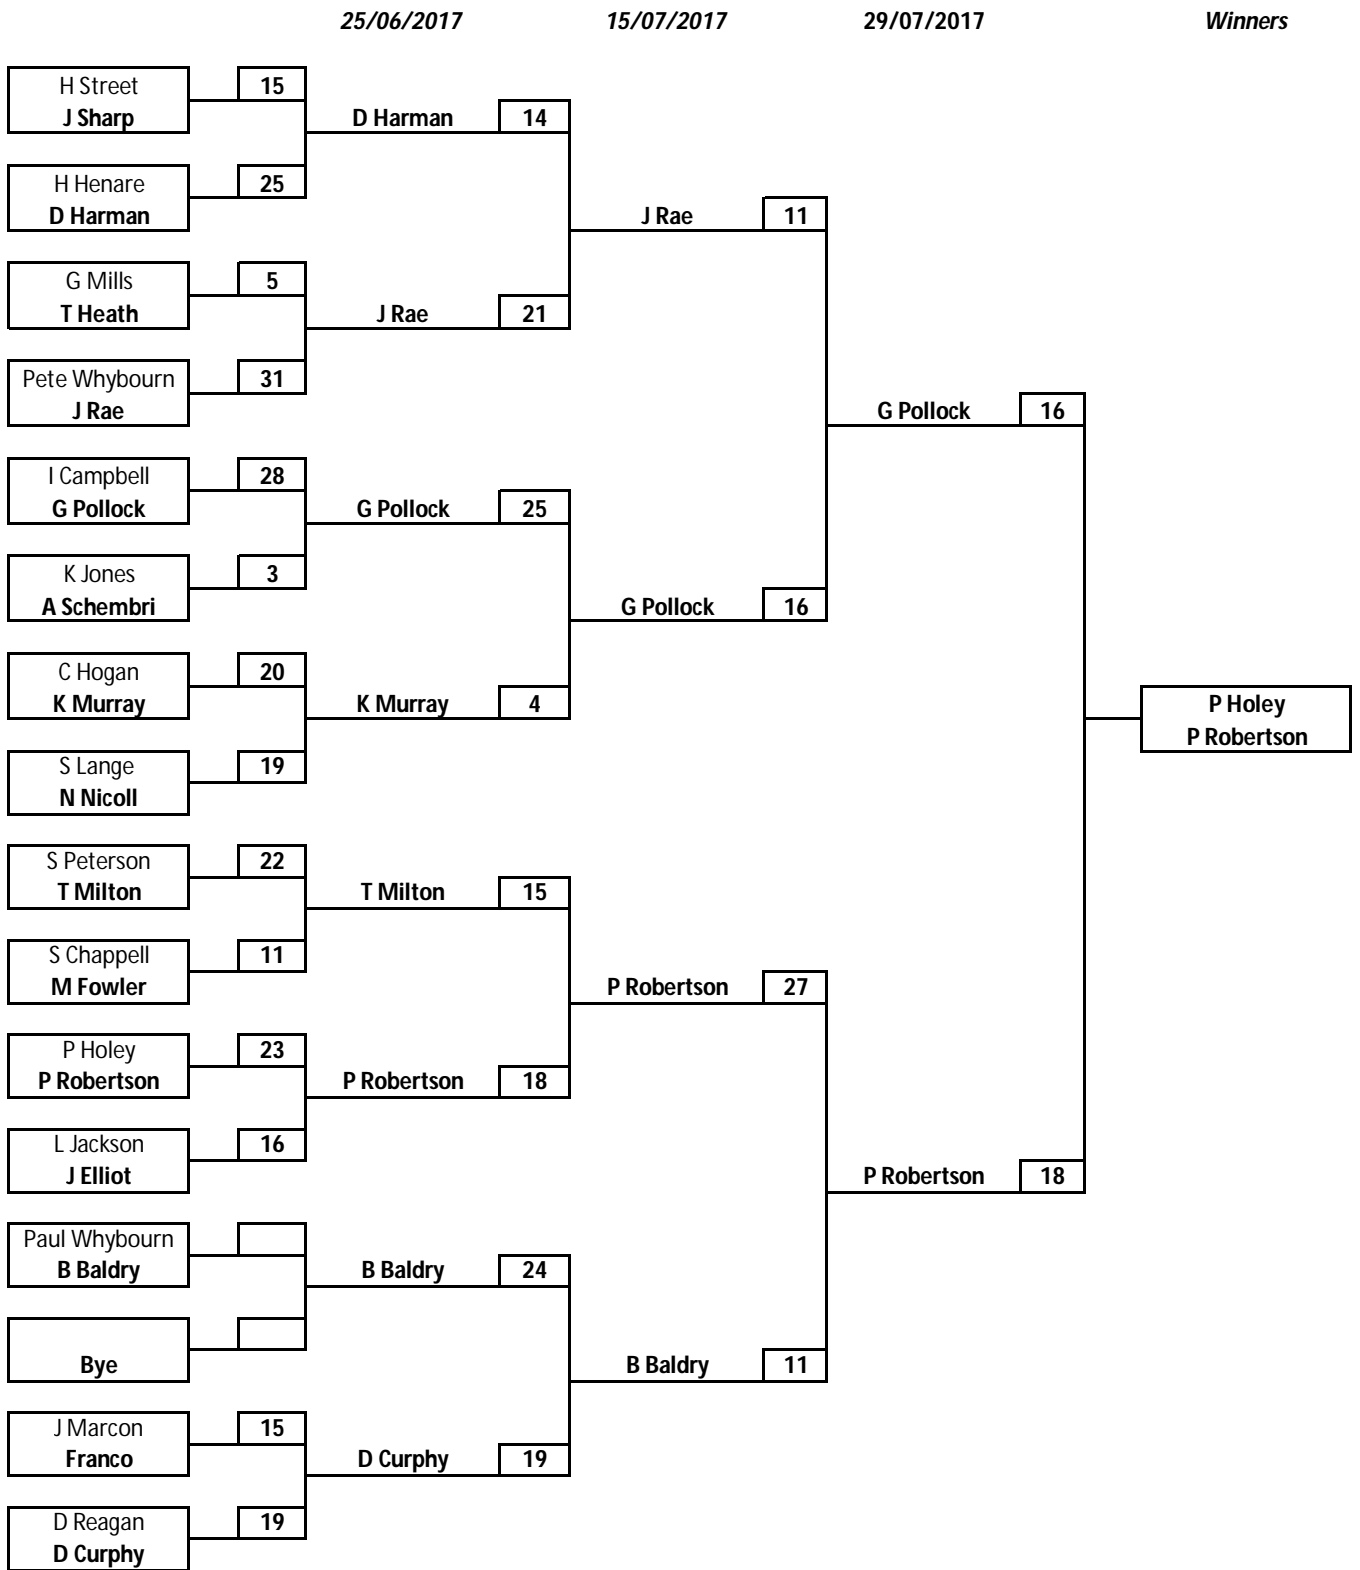 25/06/2017 15/07/2017 29/07/2017 Winners
H Street 15
J Sharp D Harman 14
H Henare 25
D Harman J Rae 11
G Mills 5
T Heath J Rae 21
Pete Whybourn 31
J Rae G Pollock 16
I Campbell 28
G Pollock G Pollock 25
K Jones 3
A Schembri G Pollock 16
C Hogan 20
K Murray K Murray 4 P Holey
P Robertson
S Lange 19
N Nicoll
S Peterson 22
T Milton T Milton 15
S Chappell 11
M Fowler P Robertson 27
P Holey 23
P Robertson P Robertson 18
L Jackson 16
J Elliot P Robertson 18
Paul Whybourn
B Baldry B Baldry 24
Bye B Baldry 11
J Marcon 15
Franco D Curphy 19
D Reagan 19
D Curphy